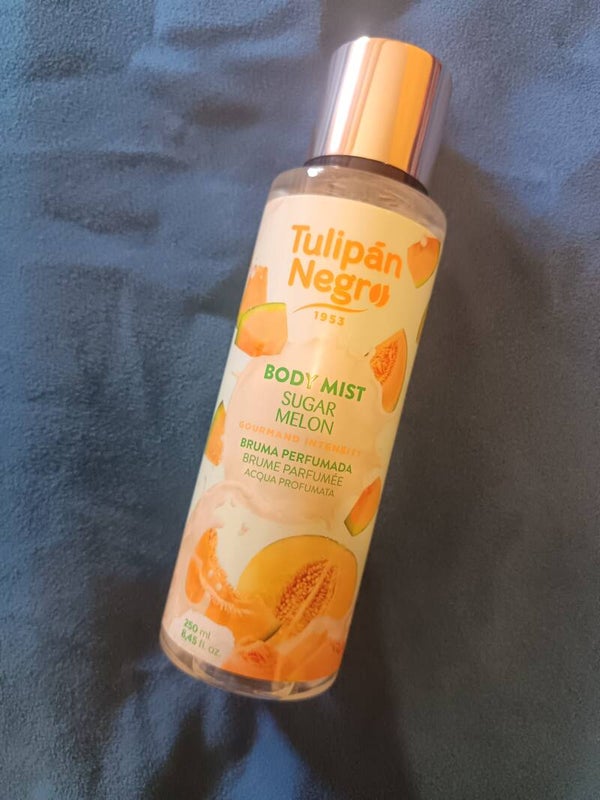 Tulipán
Negro
1953
BODY MIST
SUGAR
MELON
GOURMAND INTENSITY
BRUMA PERFUMADA
BRUME PARFUMÉE
ACQUA PROFUMATA
250 ml
8,45 fl. oz.